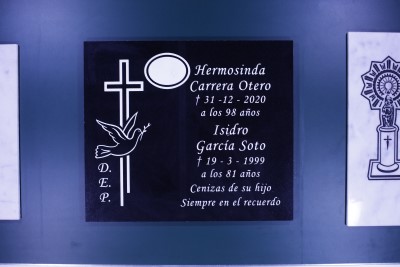 Hermosinda
Carrera Otero
† 31 -12 - 2020
a los 98 años
Isidro
García Soto
† 19 - 3 - 1999
a los 81 años
Cenizas de su hijo
Siempre en el recuerdo
D.
E.
P.